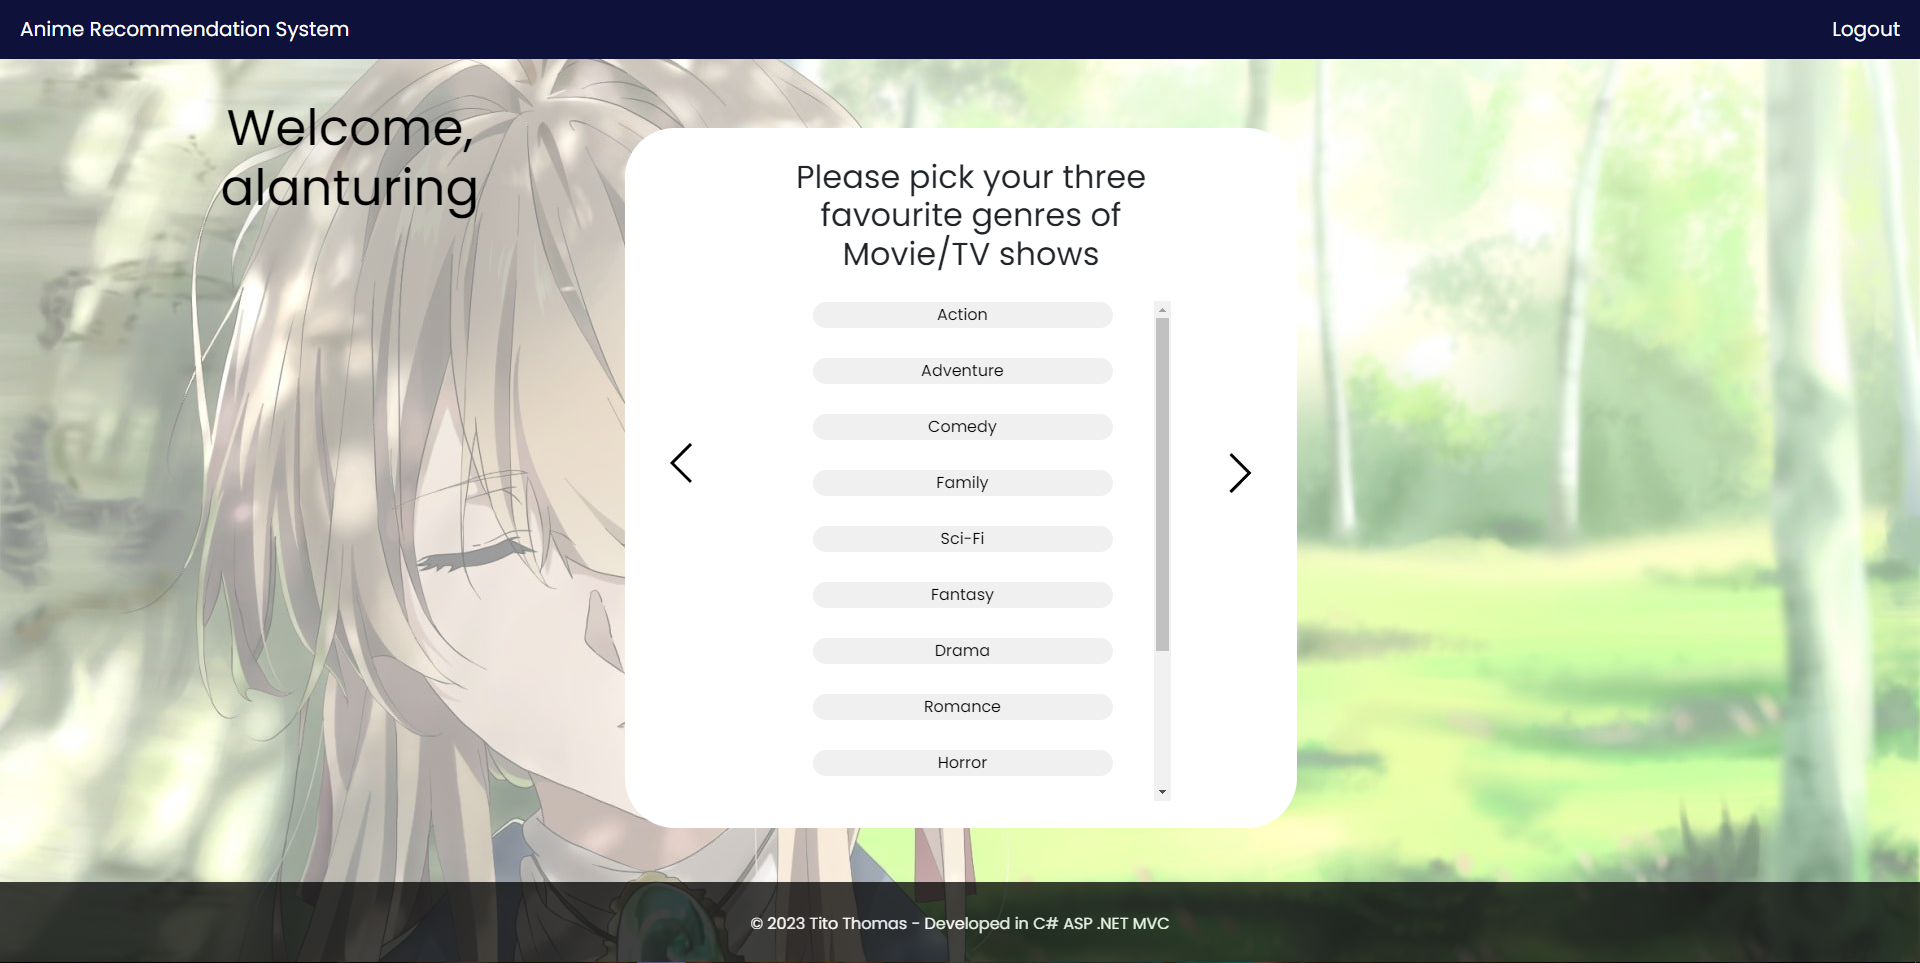 Anime Recommendation System
Logout
Welcome,
alanturing
Please pick your three
favourite genres of
Movie/TV shows
Action
Adventure
Comedy
Family
Sci-Fi
Fantasy
Drama
Romance
Horror
© 2023 Tito Thomas - Developed in C# ASP .NET MVC